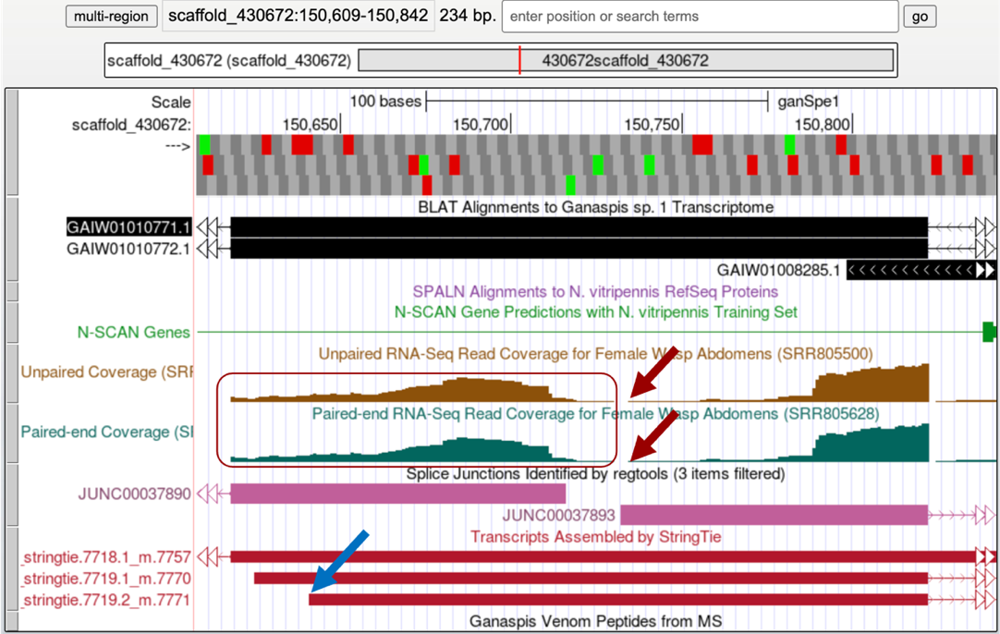 multi-region scaffold_430672:150,609-150,842 234 bp. enter position or search terms go
scaffold_430672 (scaffold_430672) 430672scaffold_430672
Scale 100 bases ganSpe1
scaffold_430672: 150,650 150,700 150,750 150,800
--->
BLAT Alignments to Ganaspis sp. 1 Transcriptome
GAIW01010771.1
GAIW01010772.1
GAIW01008285.1
SPALN Alignments to N. vitripennis RefSeq Proteins
N-SCAN Gene Predictions with N. vitripennis Training Set
N-SCAN Genes
Unpaired RNA-Seq Read Coverage for Female Wasp Abdomens (SRR805500)
Unpaired Coverage (SRR
Paired-end RNA-Seq Read Coverage for Female Wasp Abdomens (SRR805628)
Paired-end Coverage (SI
Splice Junctions Identified by regtools (3 items filtered)
JUNC00037890
JUNC00037893
Transcripts Assembled by StringTie
_stringtie.7718.1_m.7757
_stringtie.7719.1_m.7770
_stringtie.7719.2_m.7771
Ganaspis Venom Peptides from MS